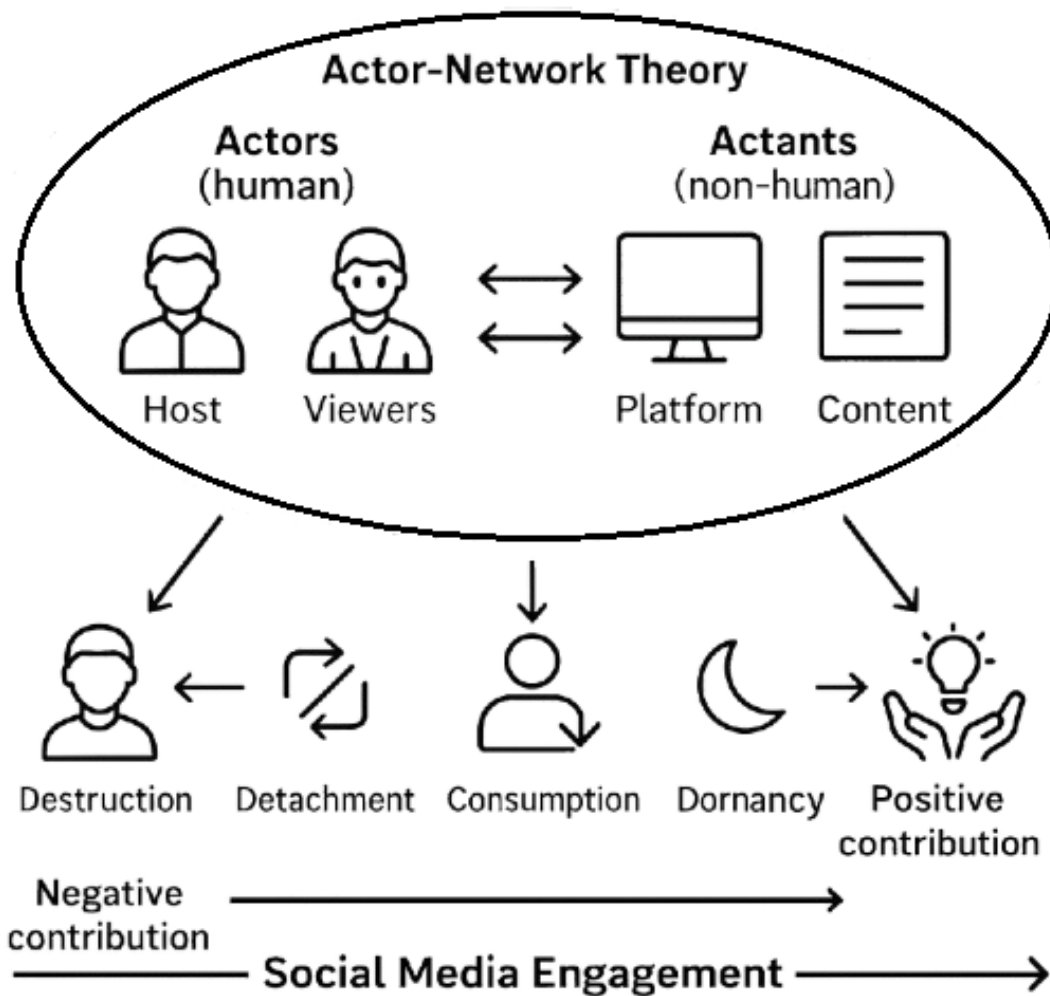 Actor-Network Theory
Actors
(human)
Actants
(non-human)
Host
Viewers
Platform
Content
Destruction
Detachment
Consumption
Dornancy
Positive
contribution
Negative
contribution
Social Media Engagement